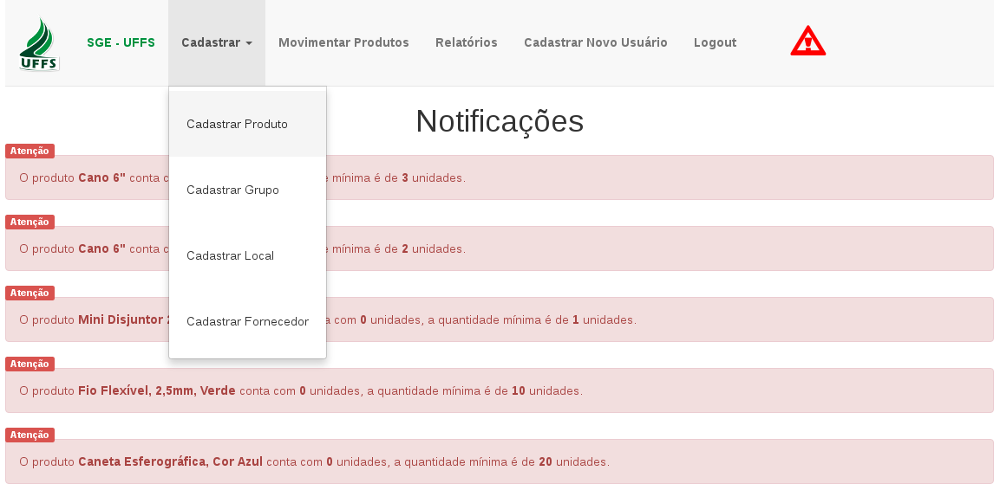 UFFS
SGE - UFFS Cadastrar Movimentar Produtos Relatórios Cadastrar Novo Usuário Logout
Cadastrar Produto
Cadastrar Grupo
Cadastrar Local
Cadastrar Fornecedor
Notificações
Atenção
O produto Cano 6" conta c mínima é de 3 unidades.
Atenção
O produto Cano 6" conta c mínima é de 2 unidades.
Atenção
O produto Mini Disjuntor a com 0 unidades, a quantidade mínima é de 1 unidades.
Atenção
O produto Fio Flexível, 2,5mm, Verde conta com 0 unidades, a quantidade mínima é de 10 unidades.
Atenção
O produto Caneta Esferográfica, Cor Azul conta com 0 unidades, a quantidade mínima é de 20 unidades.